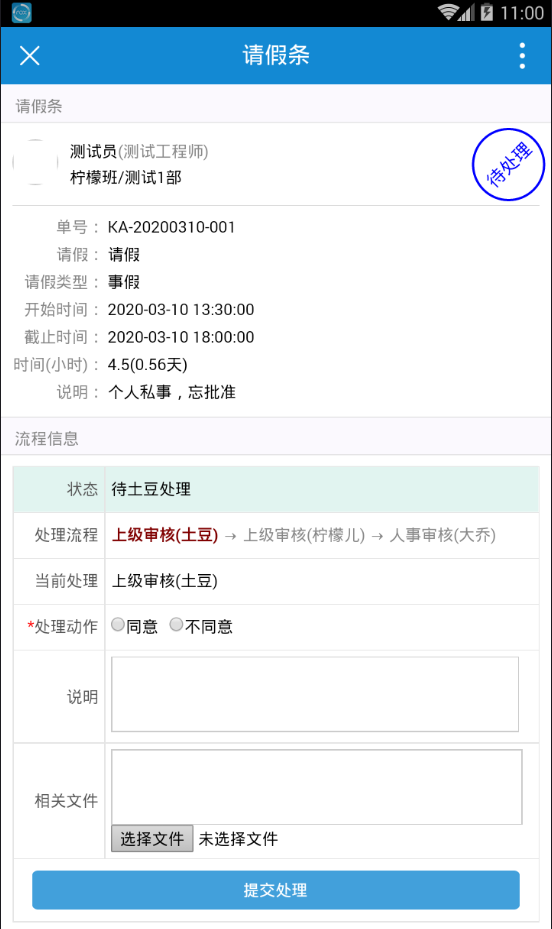 11:00
请假条
请假条
测试员(测试工程师)
柠檬班/测试1部
待处理
单号： KA-20200310-001
请假： 请假
请假类型： 事假
开始时间： 2020-03-10 13:30:00
截止时间： 2020-03-10 18:00:00
时间(小时)： 4.5(0.56天)
说明： 个人私事，忘批准
流程信息
状态 待土豆处理
处理流程 上级审核(土豆) → 上级审核(柠檬儿) → 人事审核(大乔)
当前处理 上级审核(土豆)
*处理动作 同意 不同意
说明
相关文件
选择文件 未选择文件
提交处理